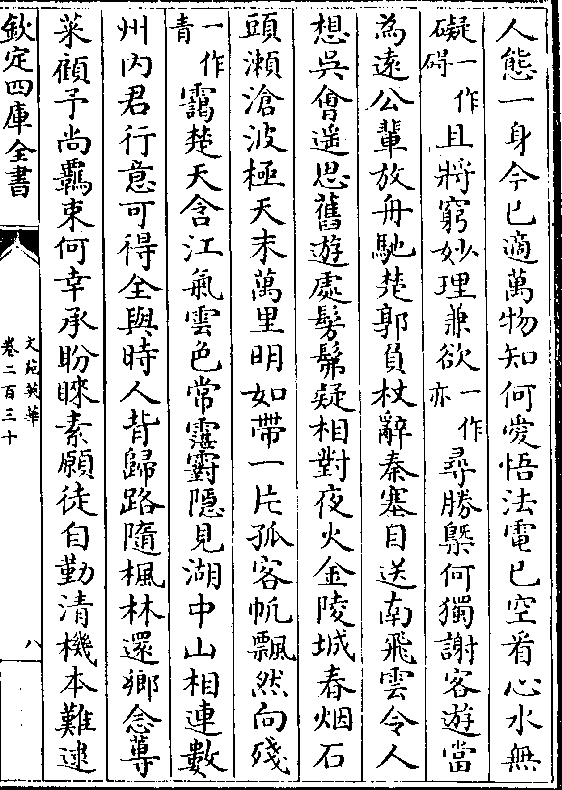 人態一身今已適萬物知何愛悟法電已空看心水無
礙一作碍且將窮妙理兼欲一作亦尋勝槩何獨謝客遊當
為遠公輩放舟馳楚郭負杖辭秦塞目送南飛雲令人
想吳會遥思舊遊處髣髴疑相對夜火金陵城春烟石
頭瀬滄波極天末萬里明如帶一片孤客帆飄然向殘
一作青靄楚天含江氣雲色常霮䨴隱見湖中山相連數
州内君行意可得全與時人背歸路隨楓林還鄉念蓴
菜顧予尚羈束何幸承盼睞素願徒自勤清機本難逮
欽定四庫全書
文苑英華
卷二百三十
八